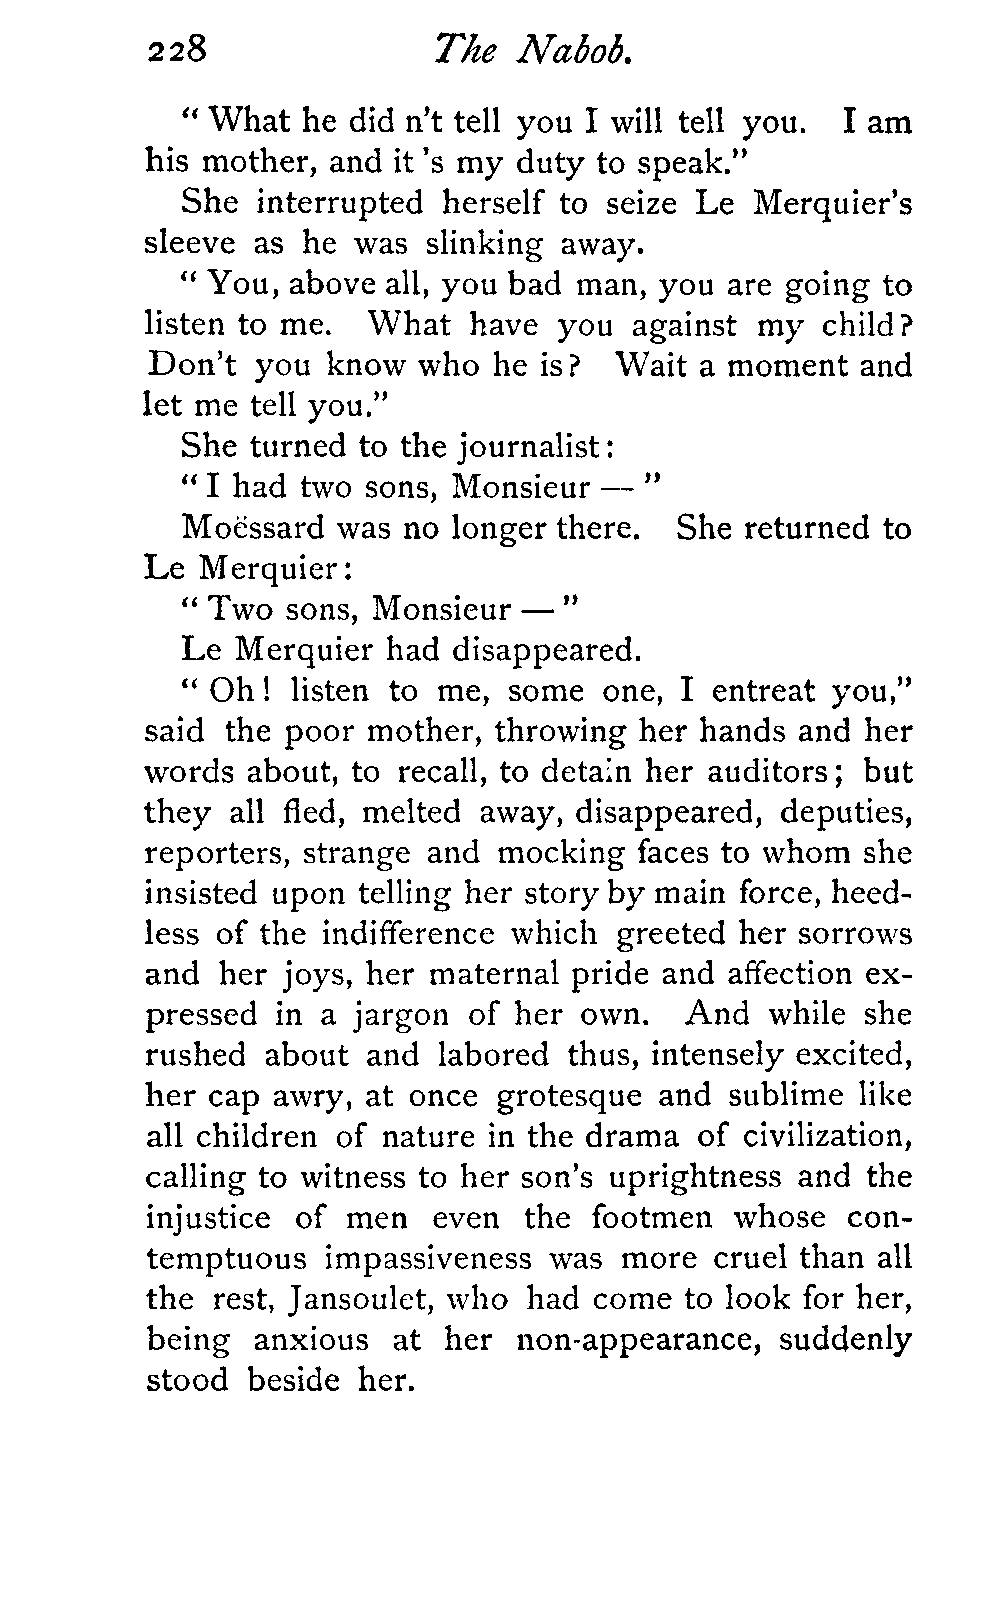 228 The Nabob.
“ What he did n't tell you I will tell you. I am
his mother, and it 's my duty to speak.”
She interrupted herself to seize Le Merquier's
sleeve as he was slinking away.
“ You, above all, you bad man, you are going to
listen to me. What have you against my child?
Don't you know who he is? Wait a moment and
let me tell you.”
She turned to the journalist:
“ I had two sons, Monsieur — ”
Moëssard was no longer there. She returned to
Le Merquier:
“ Two sons, Monsieur — ”
Le Merquier had disappeared.
“ Oh! listen to me, some one, I entreat you,”
said the poor mother, throwing her hands and her
words about, to recall, to detain her auditors; but
they all fled, melted away, disappeared, deputies,
reporters, strange and mocking faces to whom she
insisted upon telling her story by main force, heed-
less of the indifference which greeted her sorrows
and her joys, her maternal pride and affection ex-
pressed in a jargon of her own. And while she
rushed about and labored thus, intensely excited,
her cap awry, at once grotesque and sublime like
all children of nature in the drama of civilization,
calling to witness to her son's uprightness and the
injustice of men even the footmen whose con-
temptuous impassiveness was more cruel than all
the rest, Jansoulet, who had come to look for her,
being anxious at her non-appearance, suddenly
stood beside her.